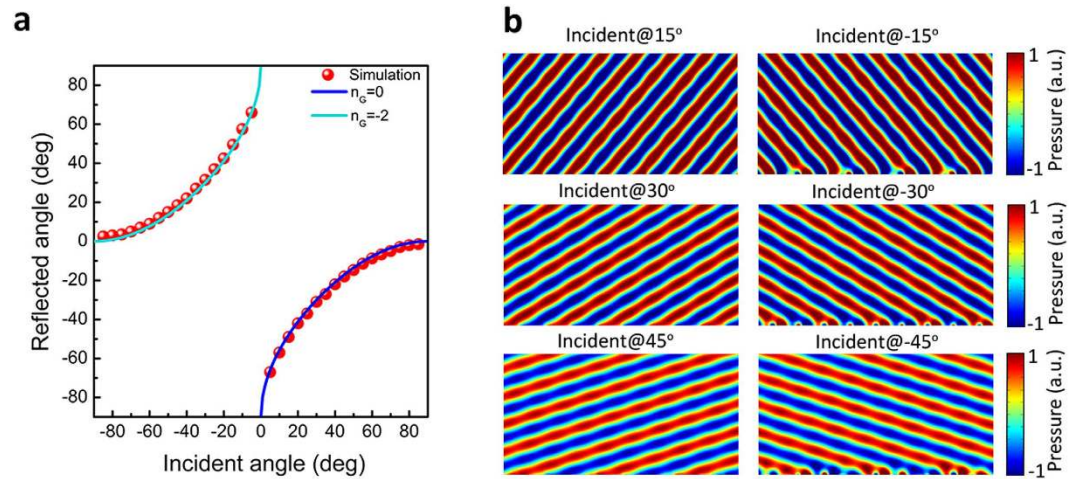 a
80
60
40
20
0
-20
-40
-60
-80
Reflected angle (deg)
-80 -60 -40 -20 0 20 40 60 80
Incident angle (deg)
Simulation
n_G=0
n_G=-2
b
Incident@15°
Incident@-15°
1
-1
Pressure (a.u.)
Incident@30°
Incident@-30°
1
-1
Pressure (a.u.)
Incident@45°
Incident@-45°
1
-1
Pressure (a.u.)